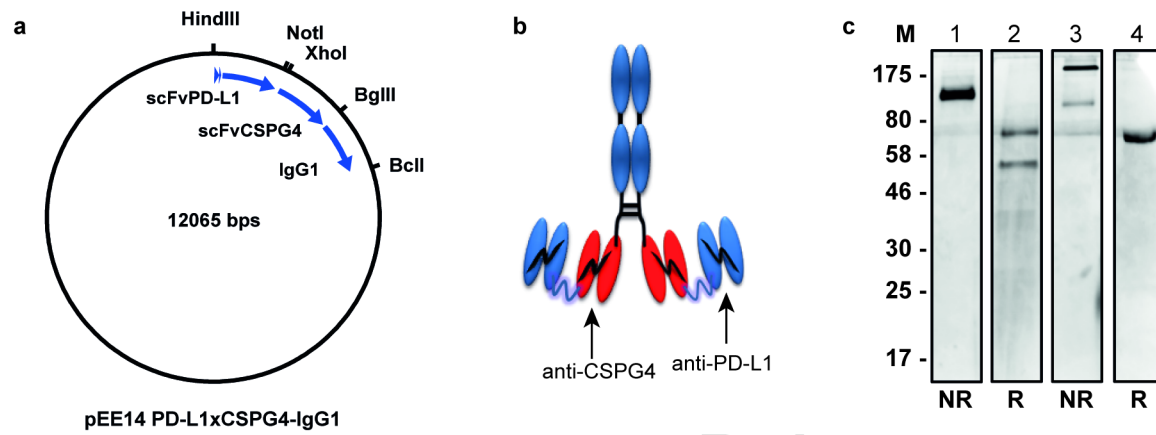 a
HindIII
NotI
XhoI
BglII
BclI
scFvPD-L1
scFvCSPG4
IgG1
12065 bps
pEE14 PD-L1xCSPG4-IgG1
b
anti-CSPG4
anti-PD-L1
c
M 1 2 3 4
175 -
80 -
58 -
46 -
30 -
25 -
17 -
NR R NR R